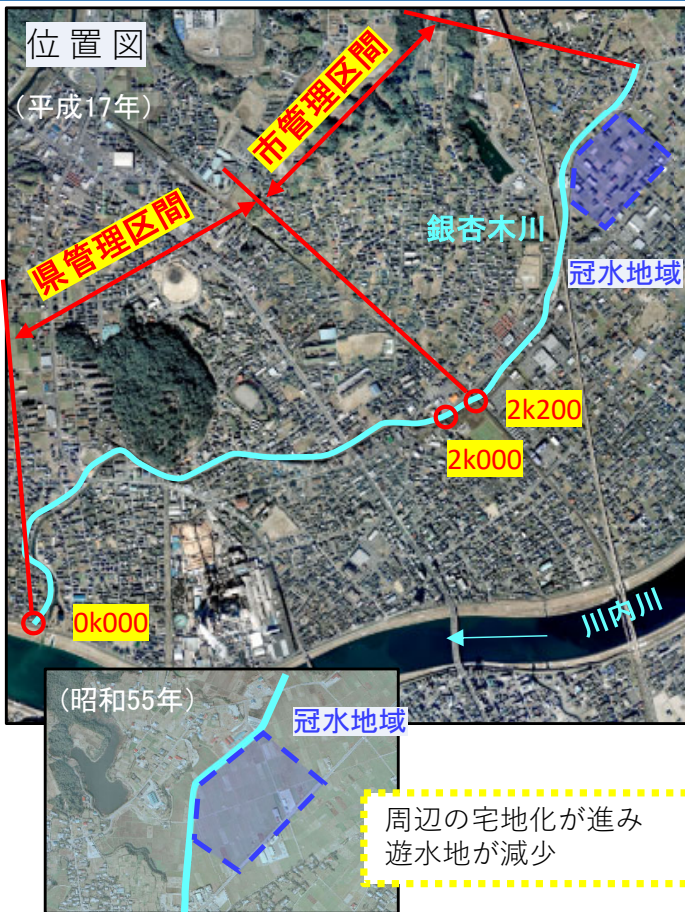 位置図
(平成17年)
市管理区間
県管理区間
銀杏木川
冠水地域
2k200
2k000
0k000
川内川
(昭和55年)
冠水地域
周辺の宅地化が進み
遊水地が減少